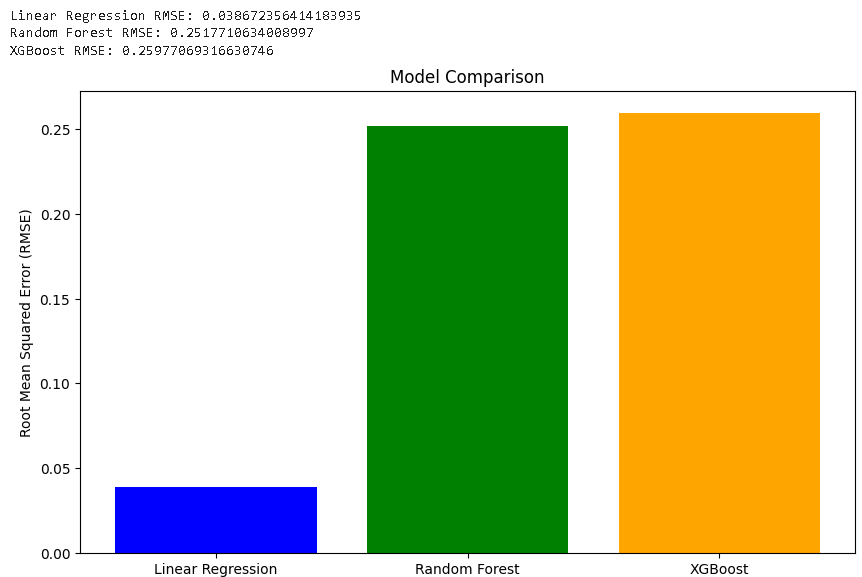 Linear Regression RMSE: 0.038672356414183935
Random Forest RMSE: 0.2517710634008997
XGBoost RMSE: 0.25977069316630746
Model Comparison
Root Mean Squared Error (RMSE)
0.25
0.20
0.15
0.10
0.05
0.00
Linear Regression
Random Forest
XGBoost